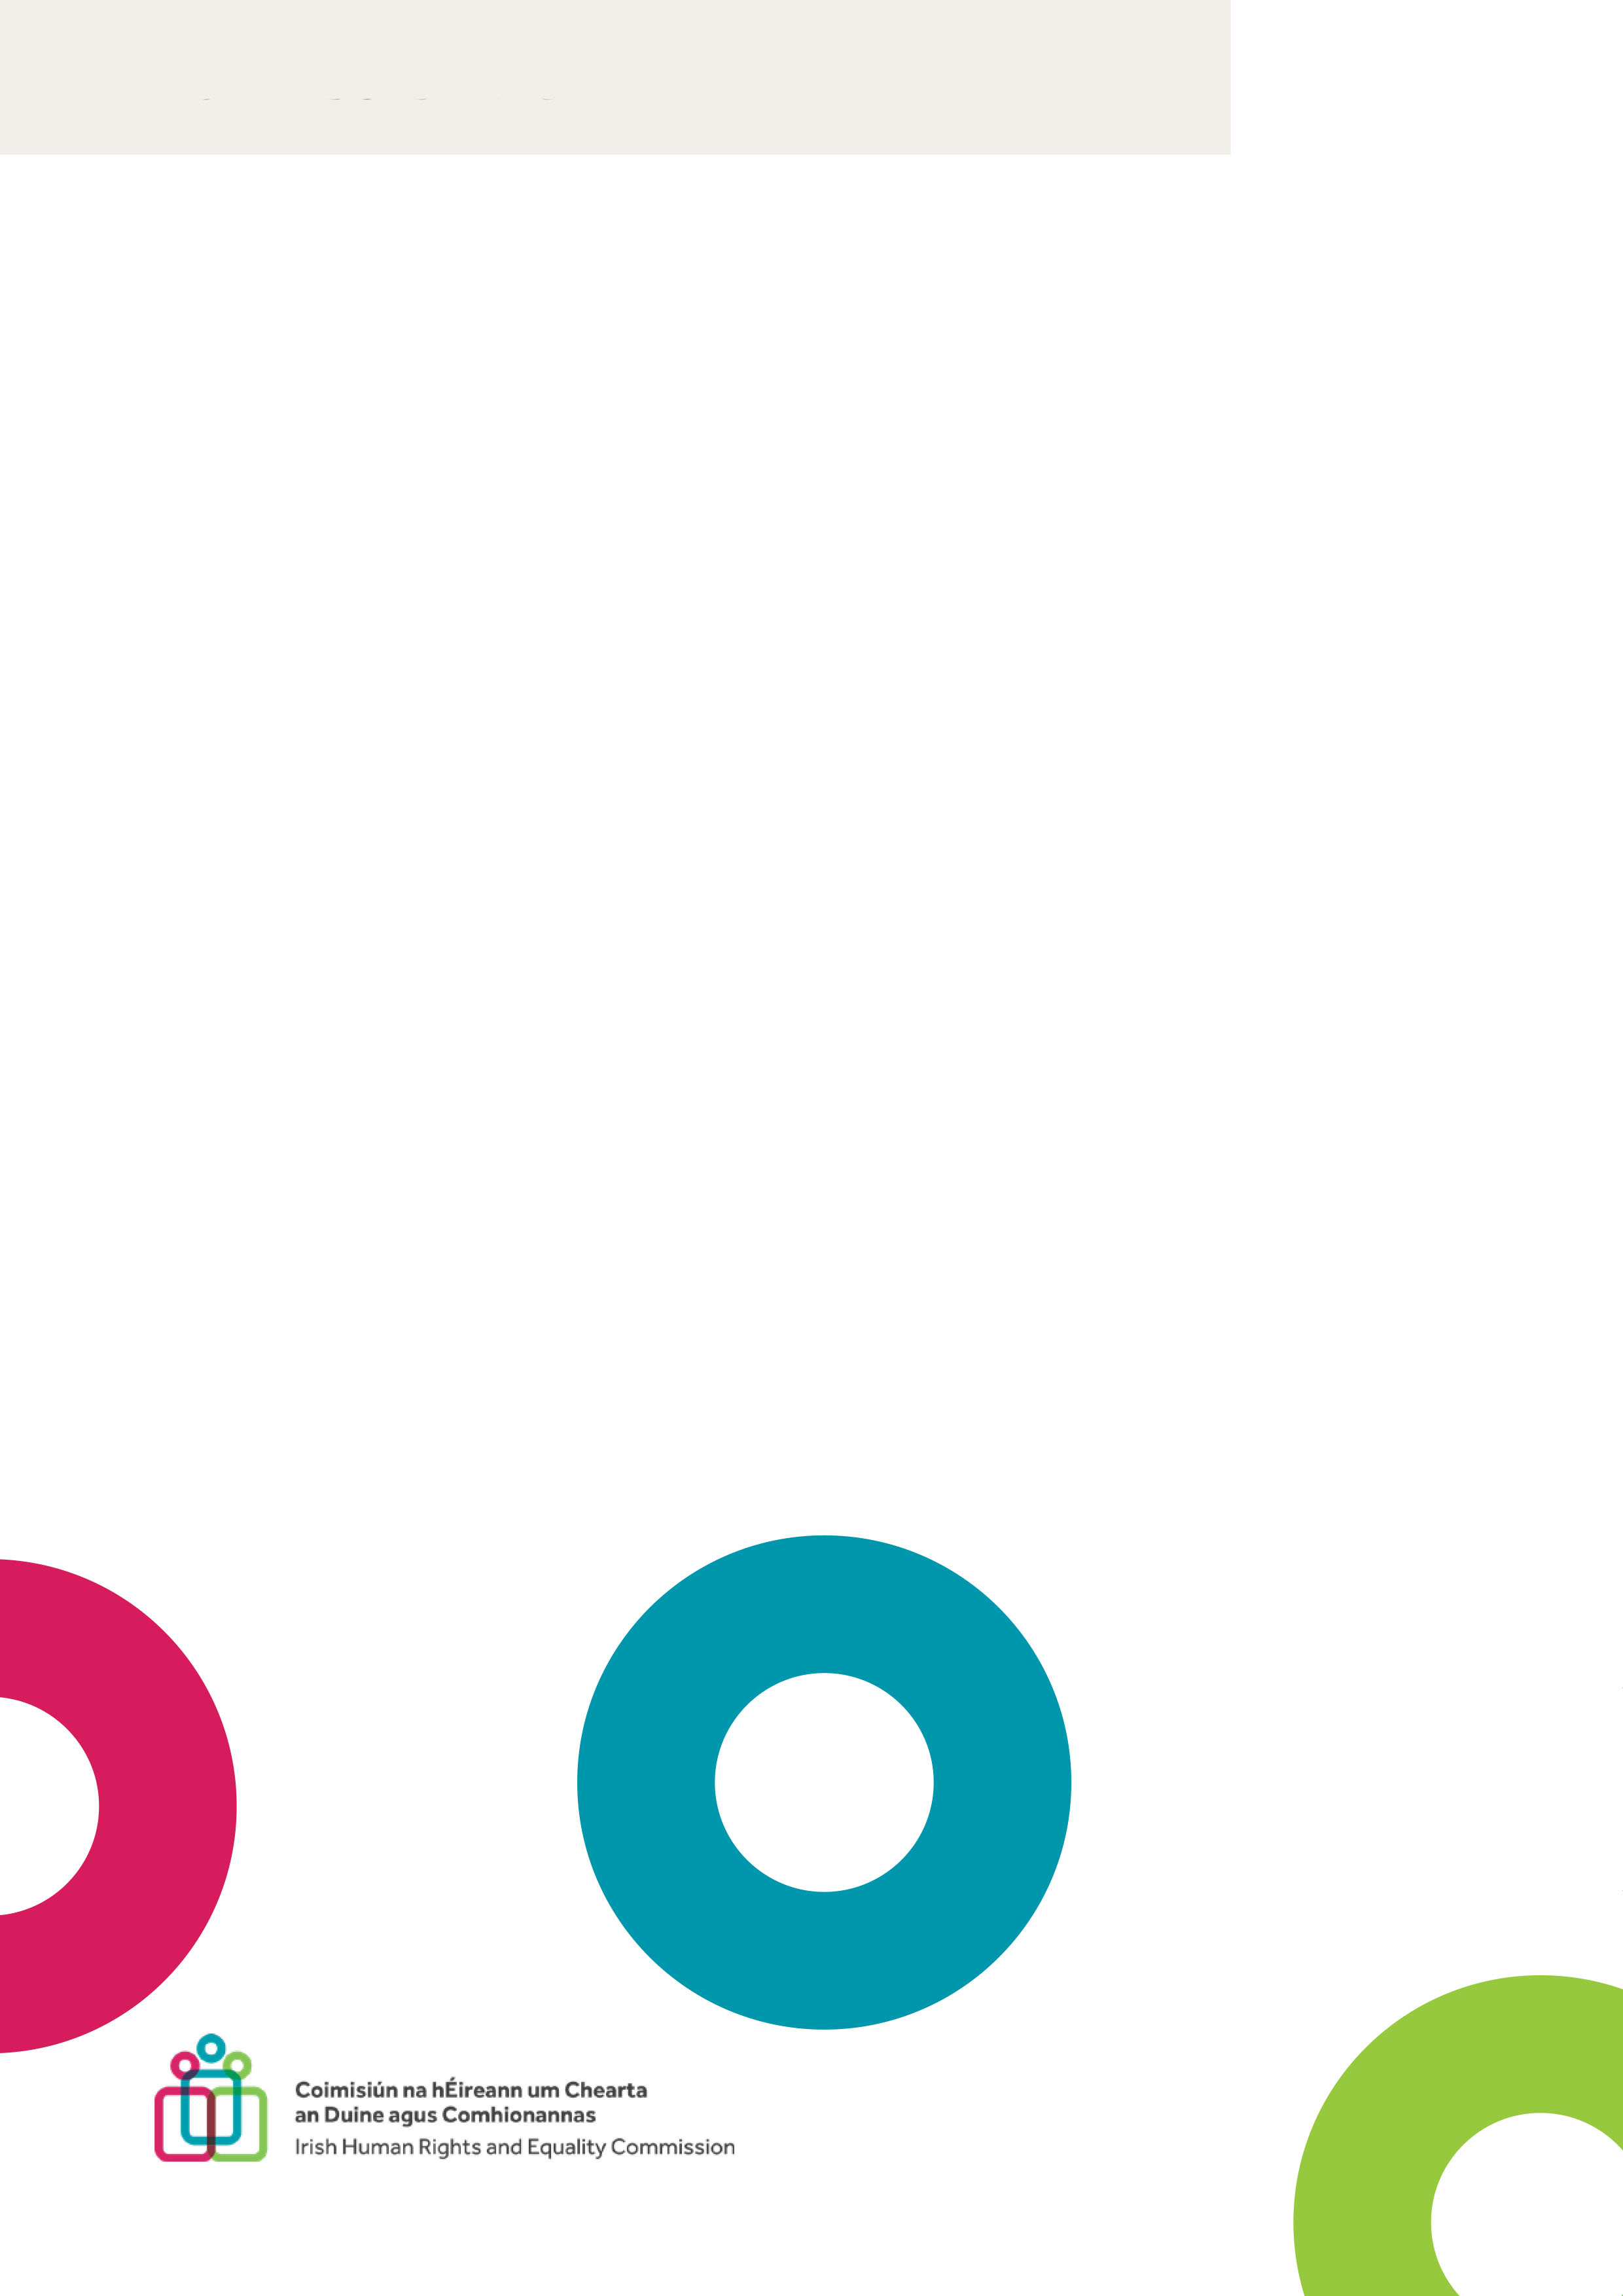 Coimisiún na hÉireann um Chearta
an Duine agus Comhionannas
Irish Human Rights and Equality Commission